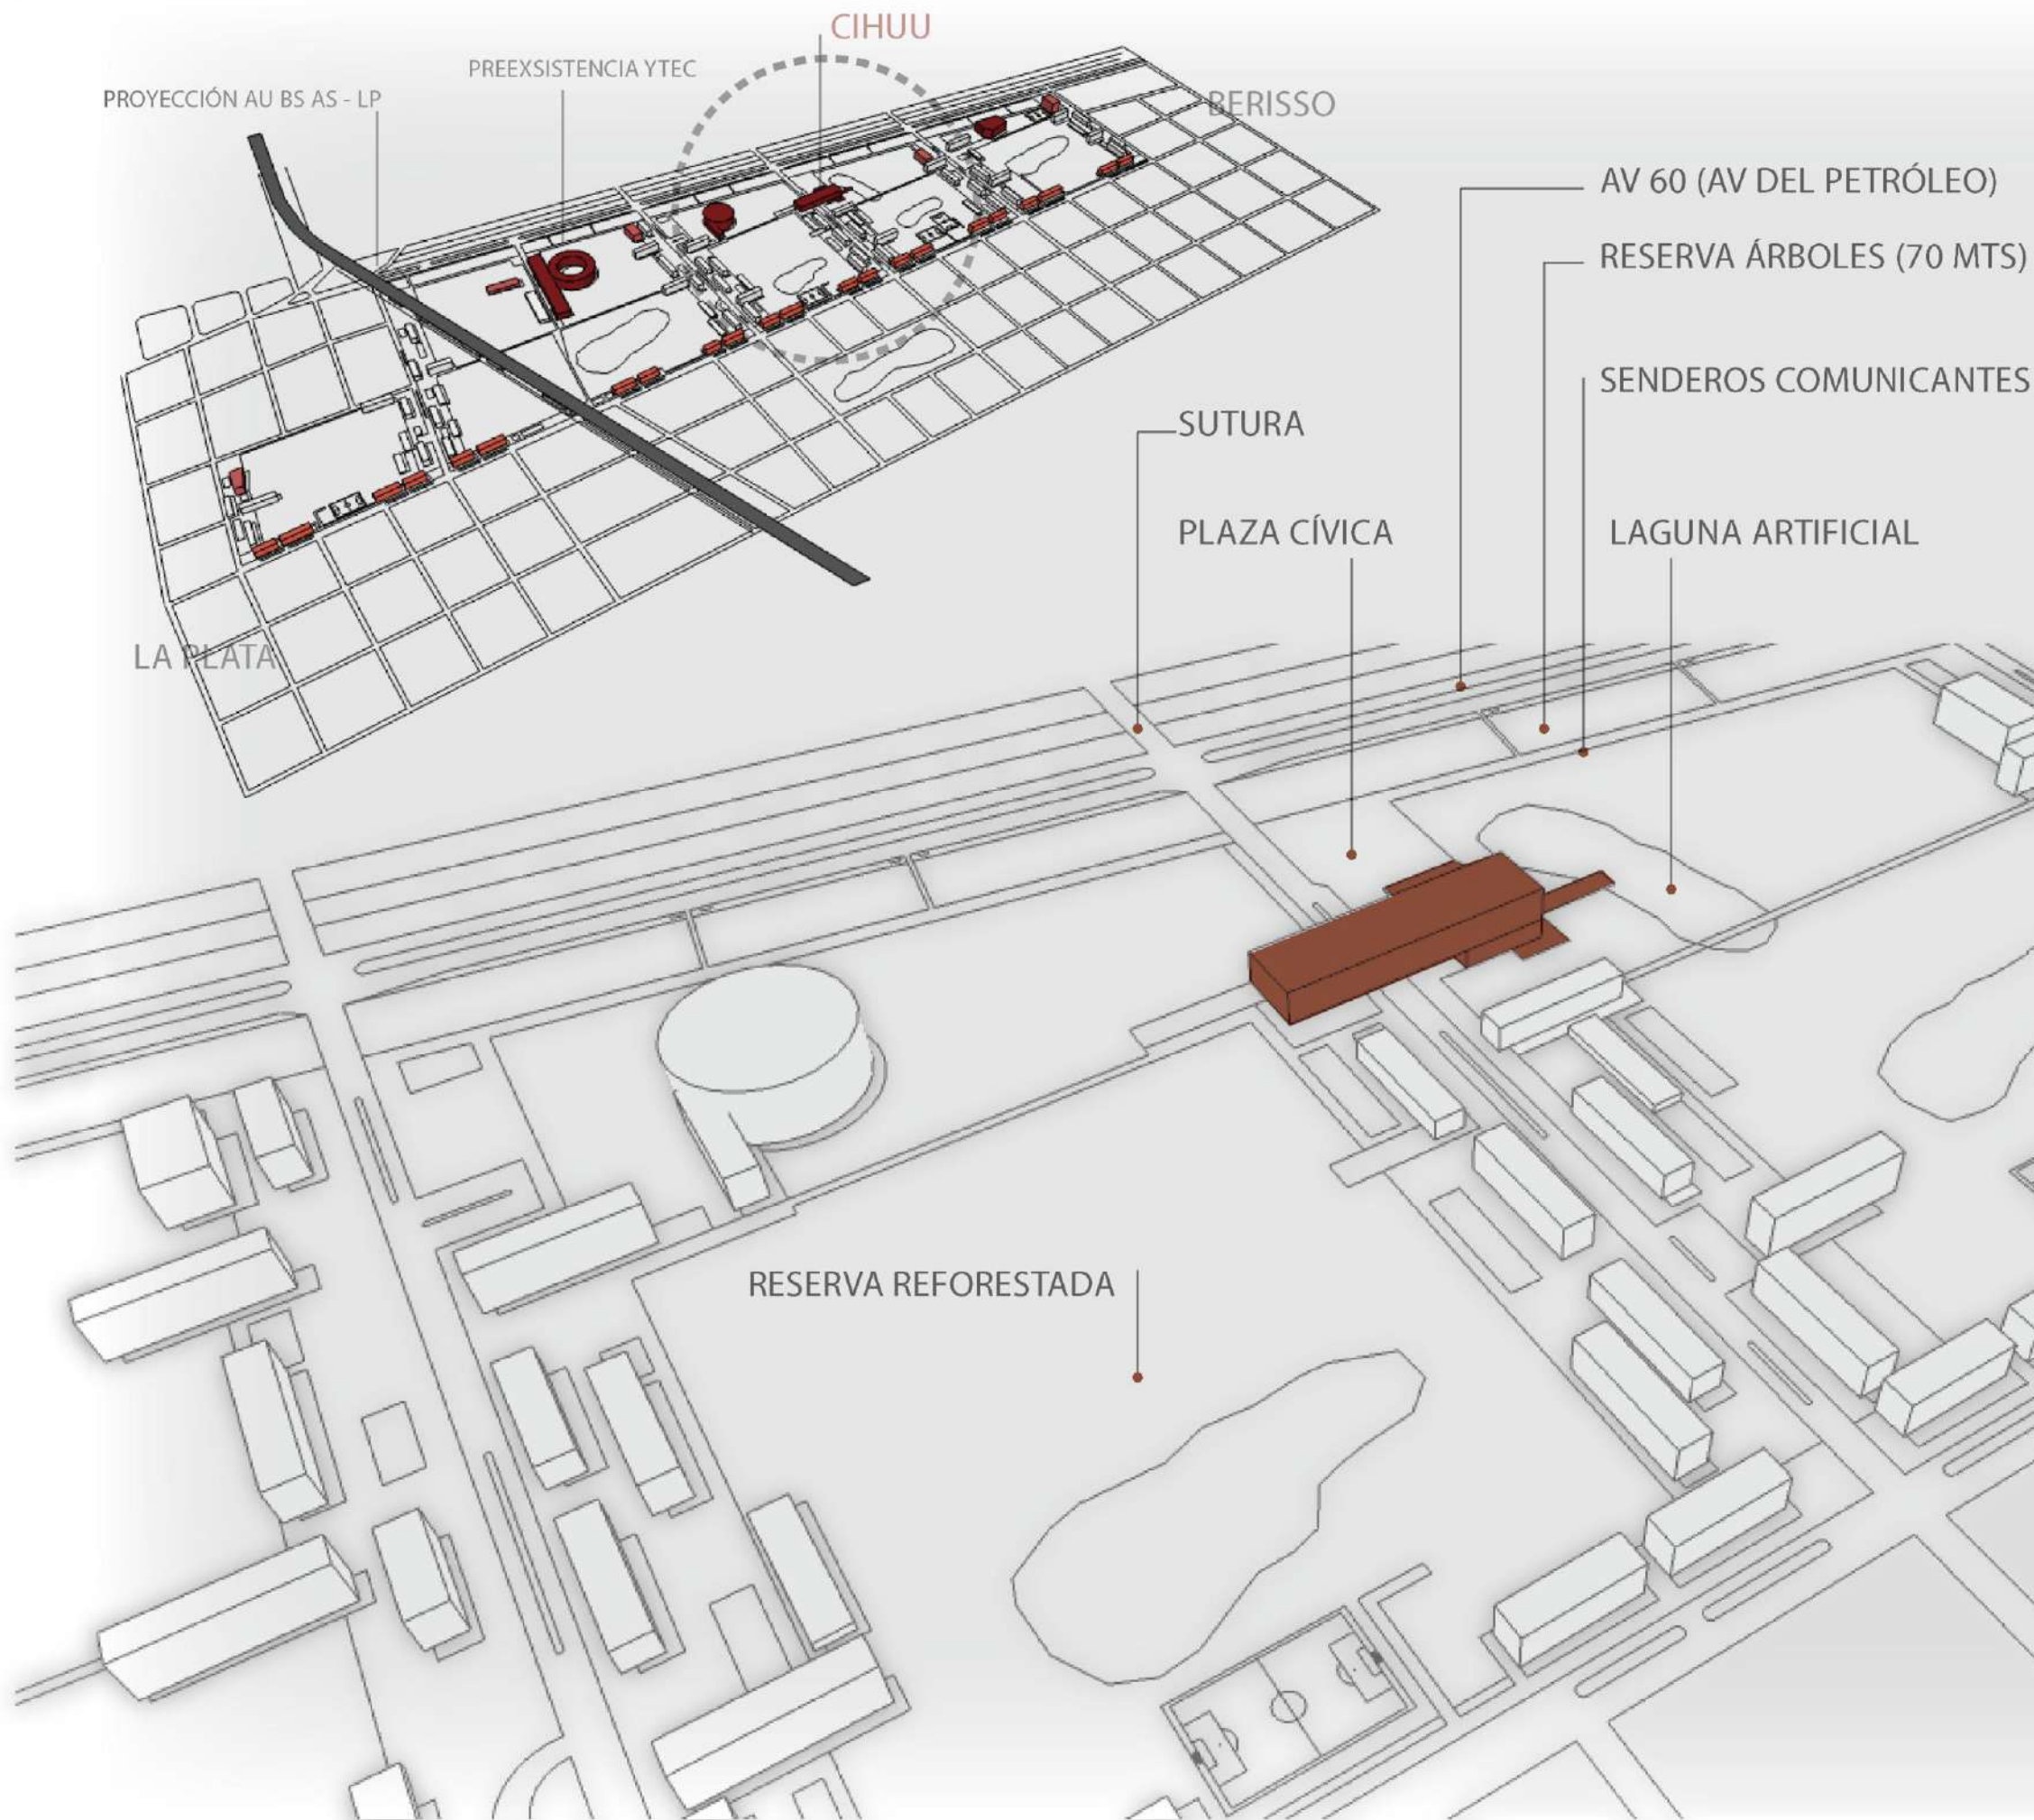 CIHUU
PREEXSISTENCIA YTEC
PROYECCIÓN AU BS AS - LP
BERISSO
AV 60 (AV DEL PETRÓLEO)
RESERVA ÁRBOLES (70 MTS)
SENDEROS COMUNICANTES
SUTURA
PLAZA CÍVICA
LAGUNA ARTIFICIAL
LA PLATA
RESERVA REFORESTADA